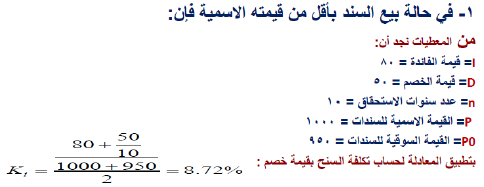 ١- في حالة بيع السند بأقل من قيمته الاسمية فإن:
من المعطيات نجد أن:
I= قيمة الفائدة = ٨٠
D= قيمة الخصم = ٥٠
n= عدد سنوات الاستحقاق = ١٠
P= القيمة الاسمية للسندات = ١٠٠٠
P0= القيمة السوقية للسندات = ٩٥٠
بتطبيق المعادلة لحساب تكلفة السنح بقيمة خصم :
K_t = (80 + 50/10) / ((1000 + 950)/2) = 8.72%